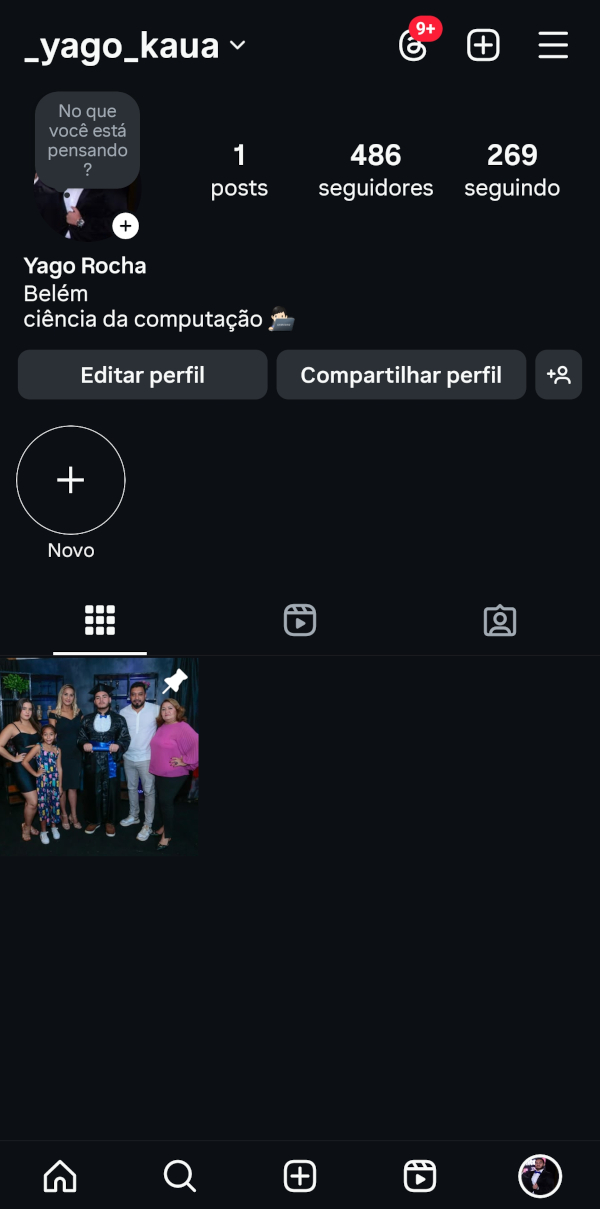 _yago_kaua
9+
No que
você está
pensando
?
1
posts
486
seguidores
269
seguindo
Yago Rocha
Belém
ciência da computação 👨🏻‍💻
Editar perfil
Compartilhar perfil
Novo